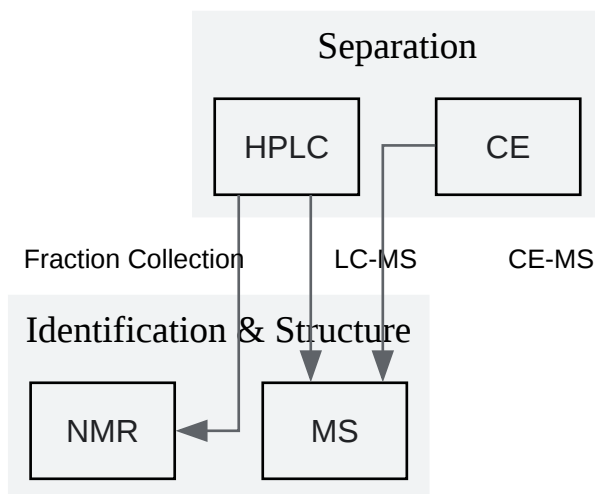 Separation
HPLC
CE
Fraction Collection
LC-MS
CE-MS
Identification & Structure
NMR
MS